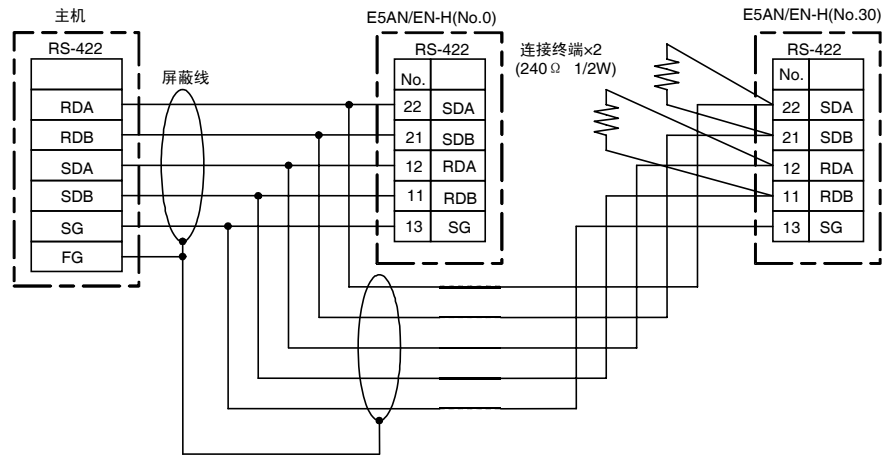 主机
RS-422
RDA
RDB
SDA
SDB
SG
FG
屏蔽线
E5AN/EN-H(No.0)
RS-422
No.
22 SDA
21 SDB
12 RDA
11 RDB
13 SG
连接终端×2
(240Ω 1/2W)
E5AN/EN-H(No.30)
RS-422
No.
22 SDA
21 SDB
12 RDA
11 RDB
13 SG